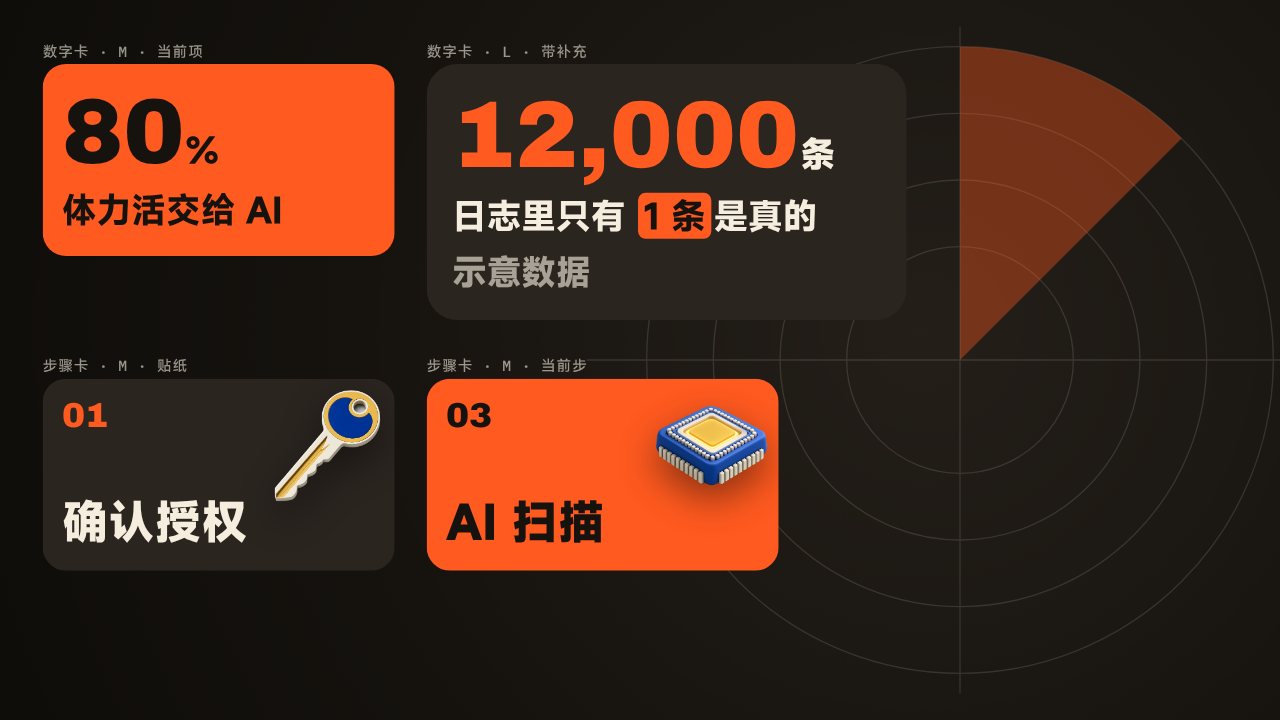 数字卡 · M · 当前项
80%
体力活交给 AI
数字卡 · L · 带补充
12,000条
日志里只有 1 条 是真的
示意数据
步骤卡 · M · 贴纸
01
确认授权
步骤卡 · M · 当前步
03
AI 扫描